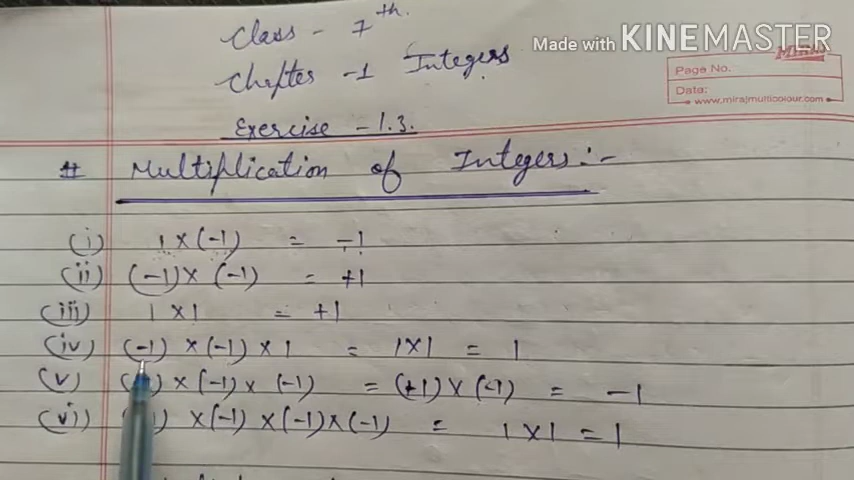 Class - 7th.
Made with KINEMASTER
Chapter - 1 Integers
Page No.
Date:
www.mirajmulticolour.com
Exercise - 1.3.
# Multiplication of Integers :-
(i) 1 × (-1) = -1
(ii) (-1) × (-1) = +1
(iii) 1 × 1 = +1
(iv) (-1) × (-1) × 1 = 1×1 = 1
(v) × (-1) × (-1) = (+1) × (-1) = -1
(vi) × (-1) × (-1) × (-1) = 1 × 1 = 1